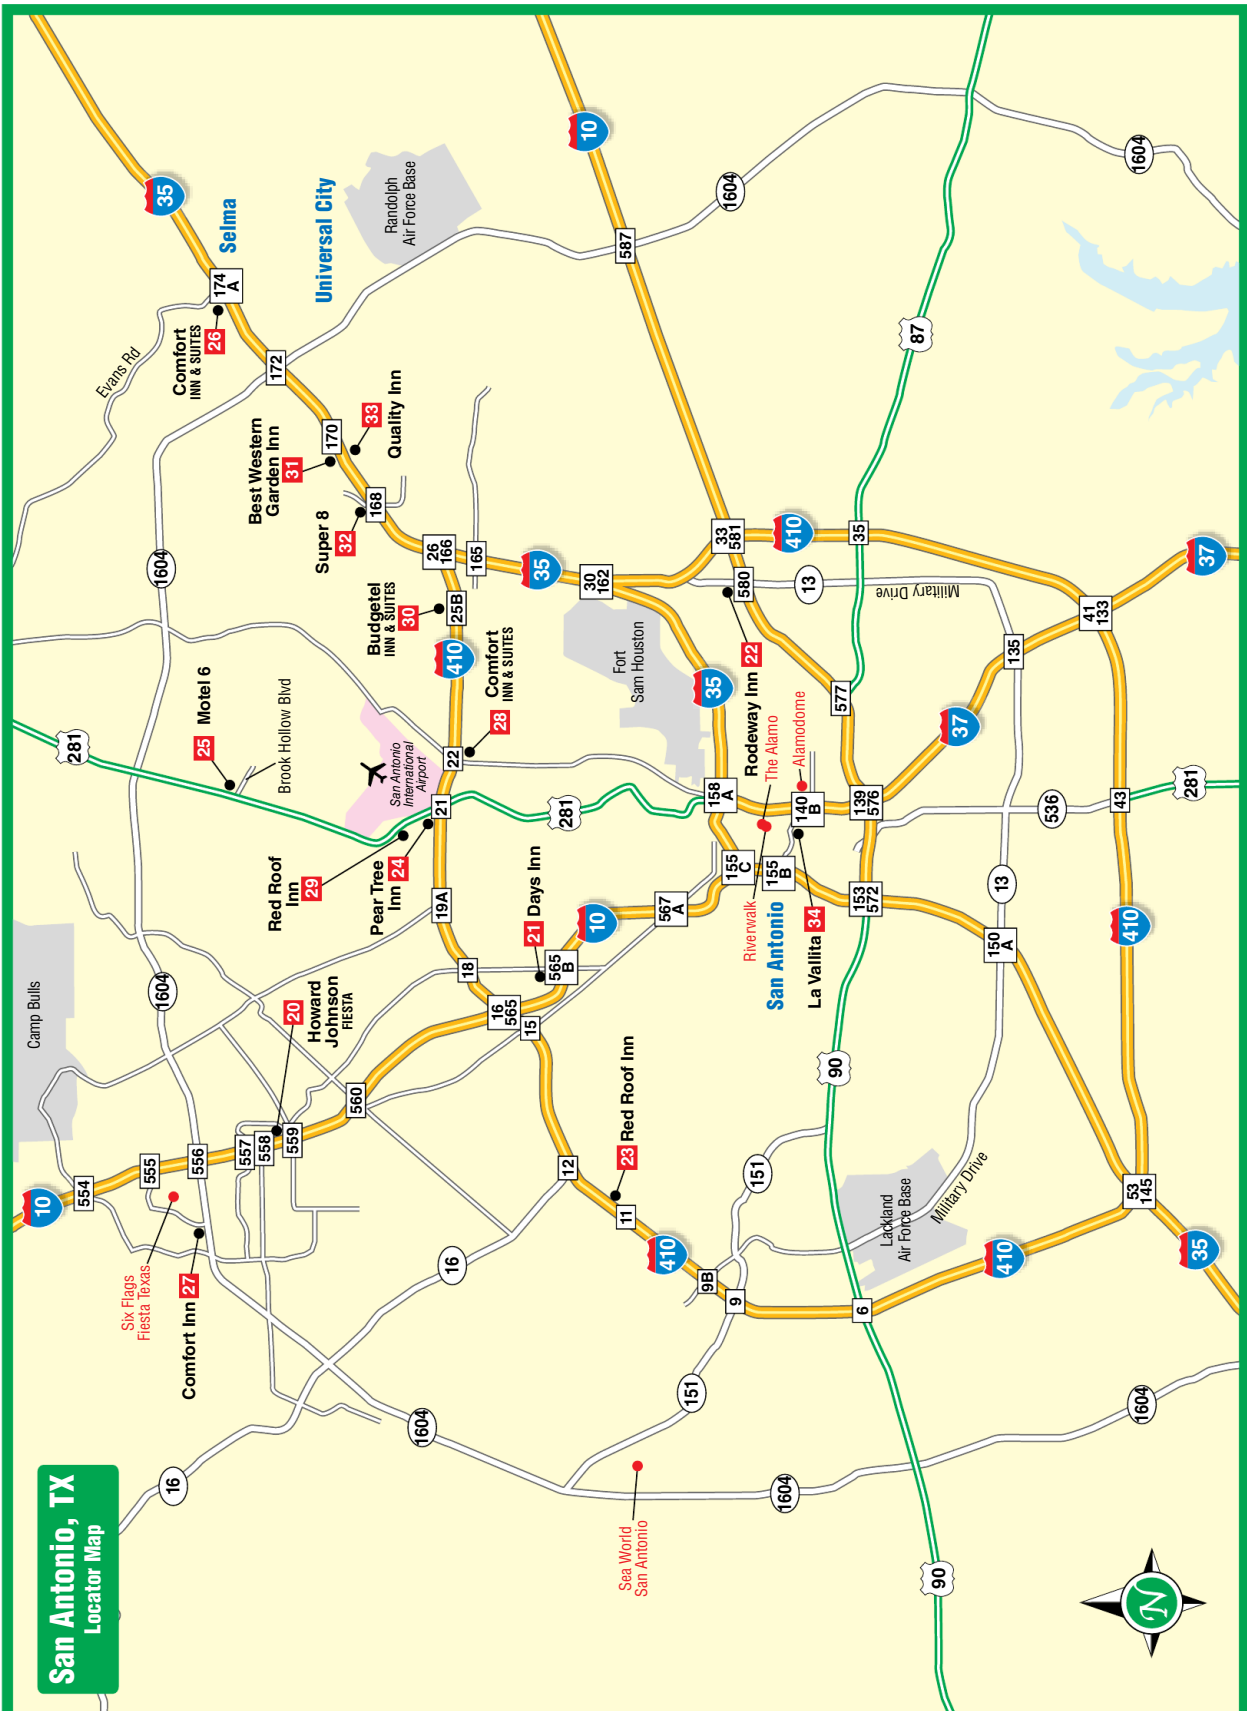 San Antonio, TX
Locator Map
16
Six Flags
Fiesta Texas
Comfort Inn 27
Camp Bulls
10
554
555
556
557
558
559
560
20
Howard
Johnson
FIESTA
1604
1604
16
1604
Sea World
San Antonio
151
151
1604
1604
90
90
Lackland
Air Force Base
Military Drive
6
9
9B
410
11
12
23 Red Roof Inn
15
16
565
18
19A
565
B
21 Days Inn
10
567
A
Red Roof
Inn 29
Pear Tree
Inn 24
21
22
San Antonio
International
Airport
281
25 Motel 6
Brook Hollow Blvd
281
28
Comfort
INN & SUITES
410
25B
Budgetel
INN & SUITES
30
26
166
165
Super 8
32
168
Best Western
Garden Inn
31
170
33
Quality Inn
172
Evans Rd
Comfort
INN & SUITES
26
174
A
Selma
35
Universal City
Randolph
Air Force Base
10
587
1604
1604
87
35
30
162
Fort
Sam Houston
35
33
581
410
35
580
13
Military Drive
Rodeway Inn 22
577
The Alamo
Alamodome
158
A
140
B
139
576
155
C
155
B
Riverwalk
San Antonio
La Vallita 34
153
572
37
135
41
133
37
536
43
281
13
150
A
410
53
145
410
35
N